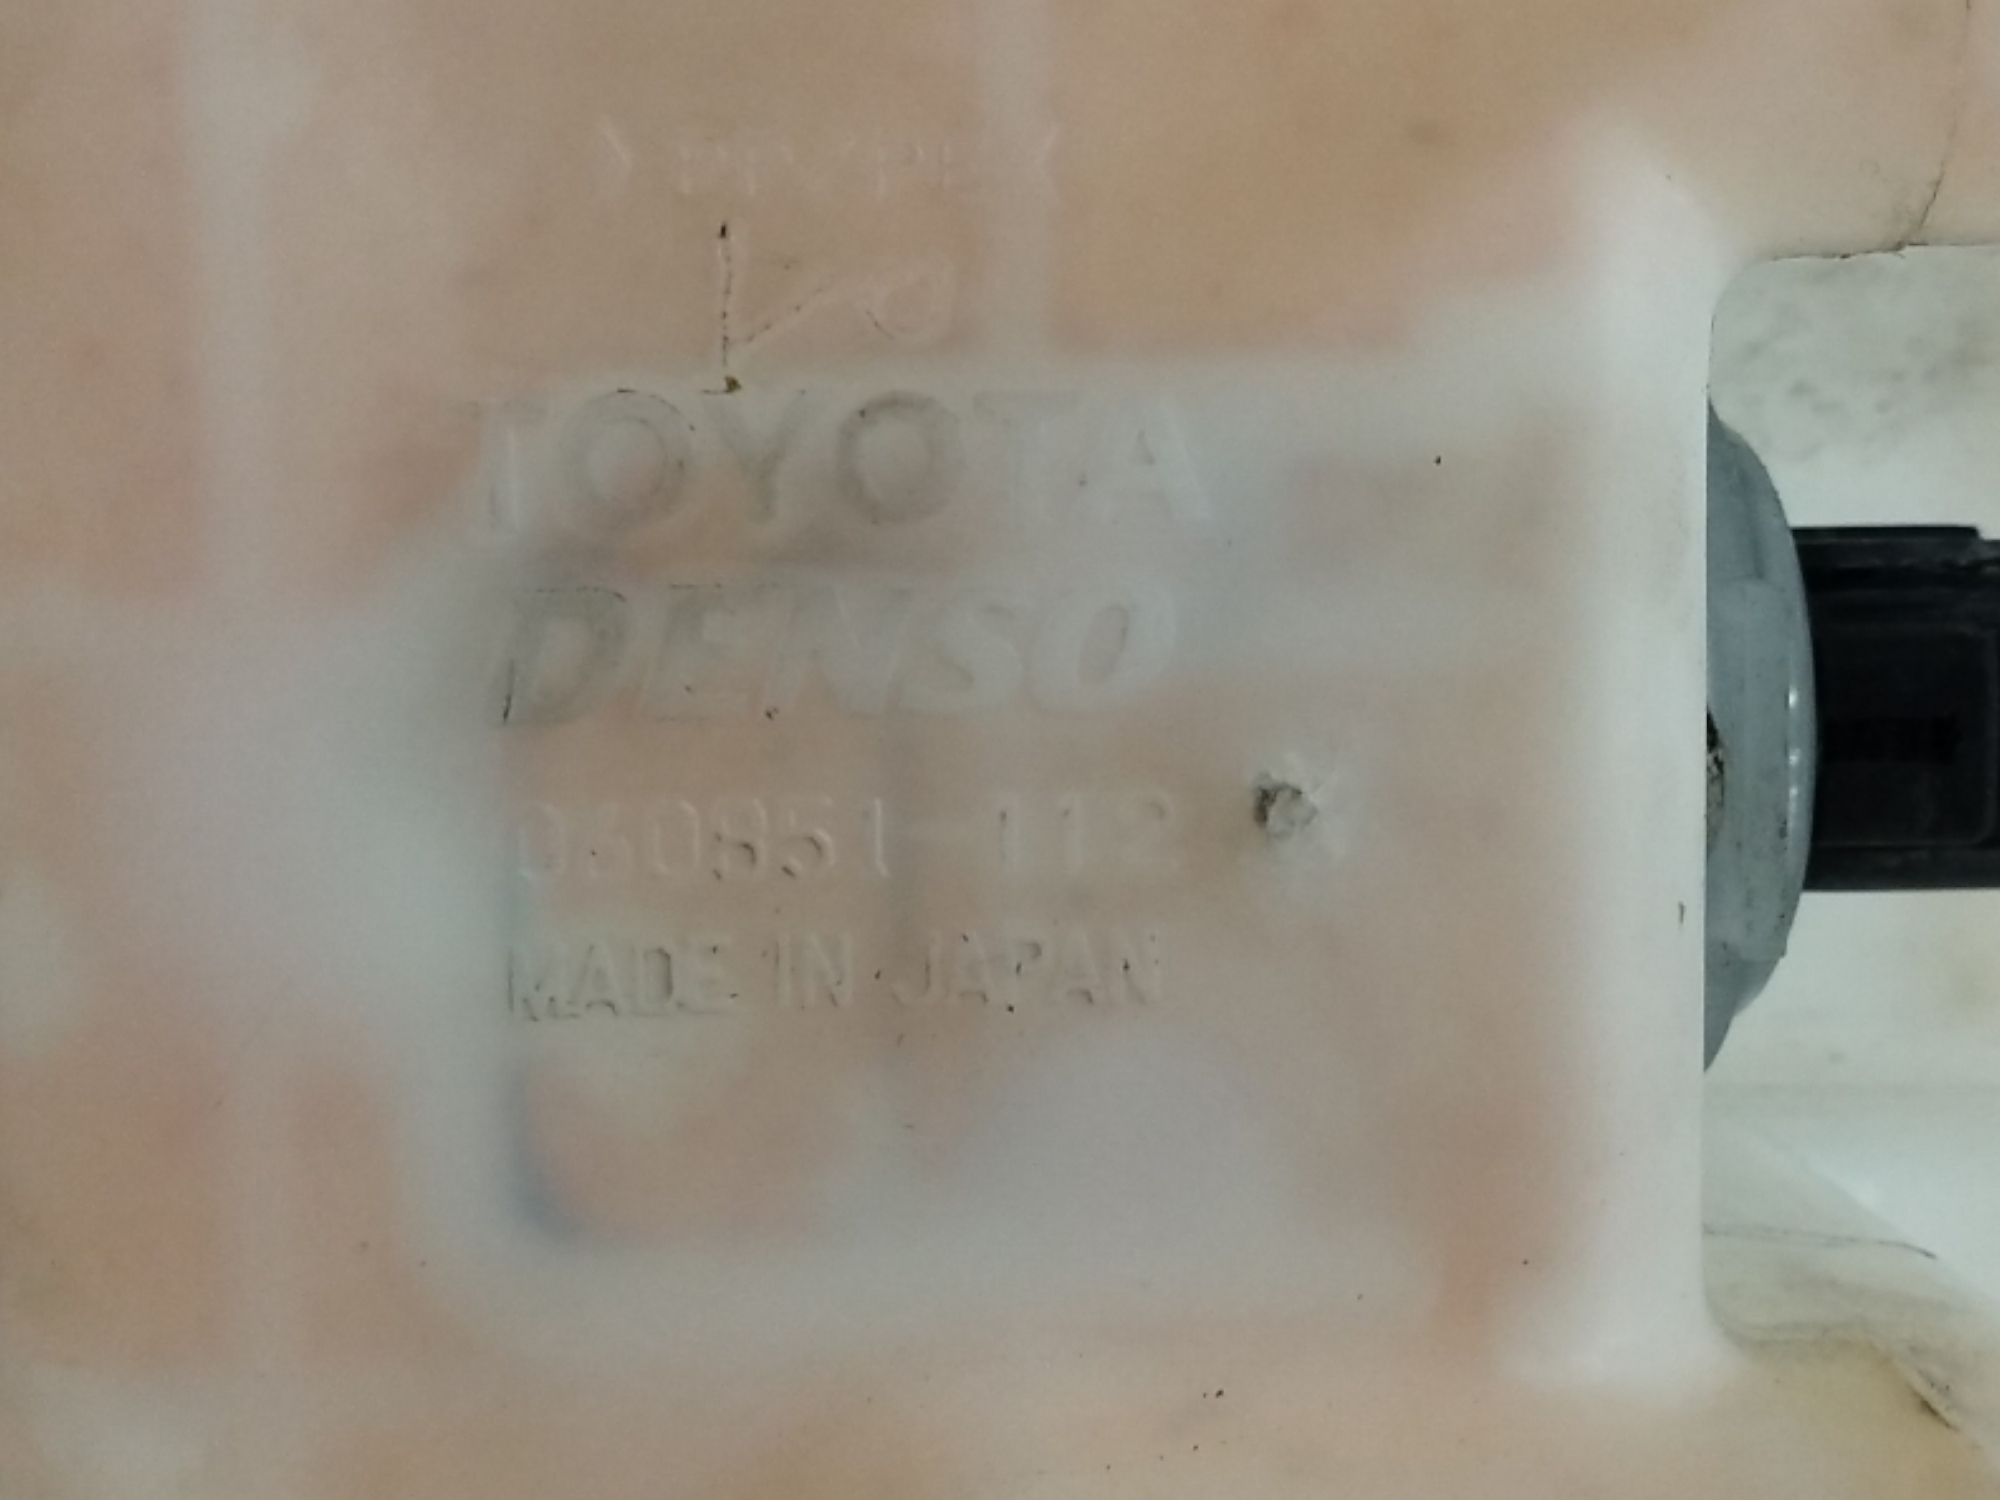 TOYOTA
DENSO
060851-112
MADE IN JAPAN